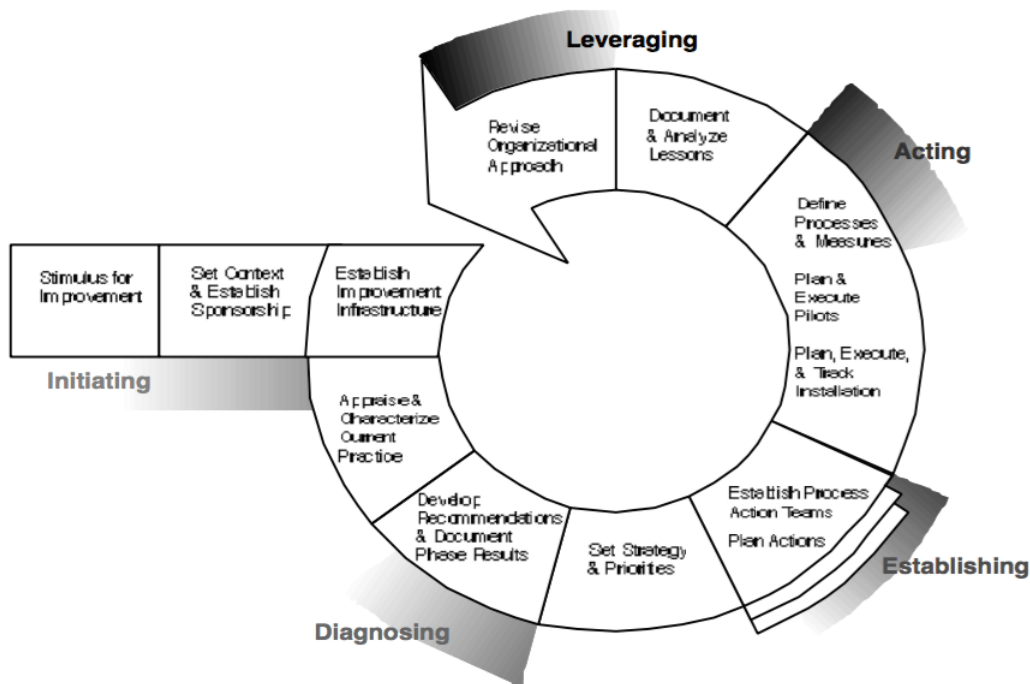 Leveraging
Revise
Organizational
Approach
Document
& Analyze
Lessons
Acting
Define
Processes
& Measures
Plan &
Execute
Pilots
Plan, Execute,
& Track
Installation
Stimulus for
Improvement
Set Context
& Establish
Sponsorship
Establish
Improvement
Infrastructure
Initiating
Appraise &
Characterize
Current
Practice
Develop
Recommendations
& Document
Phase Results
Set Strategy
& Priorities
Establish Process
Action Teams
Plan Actions
Establishing
Diagnosing